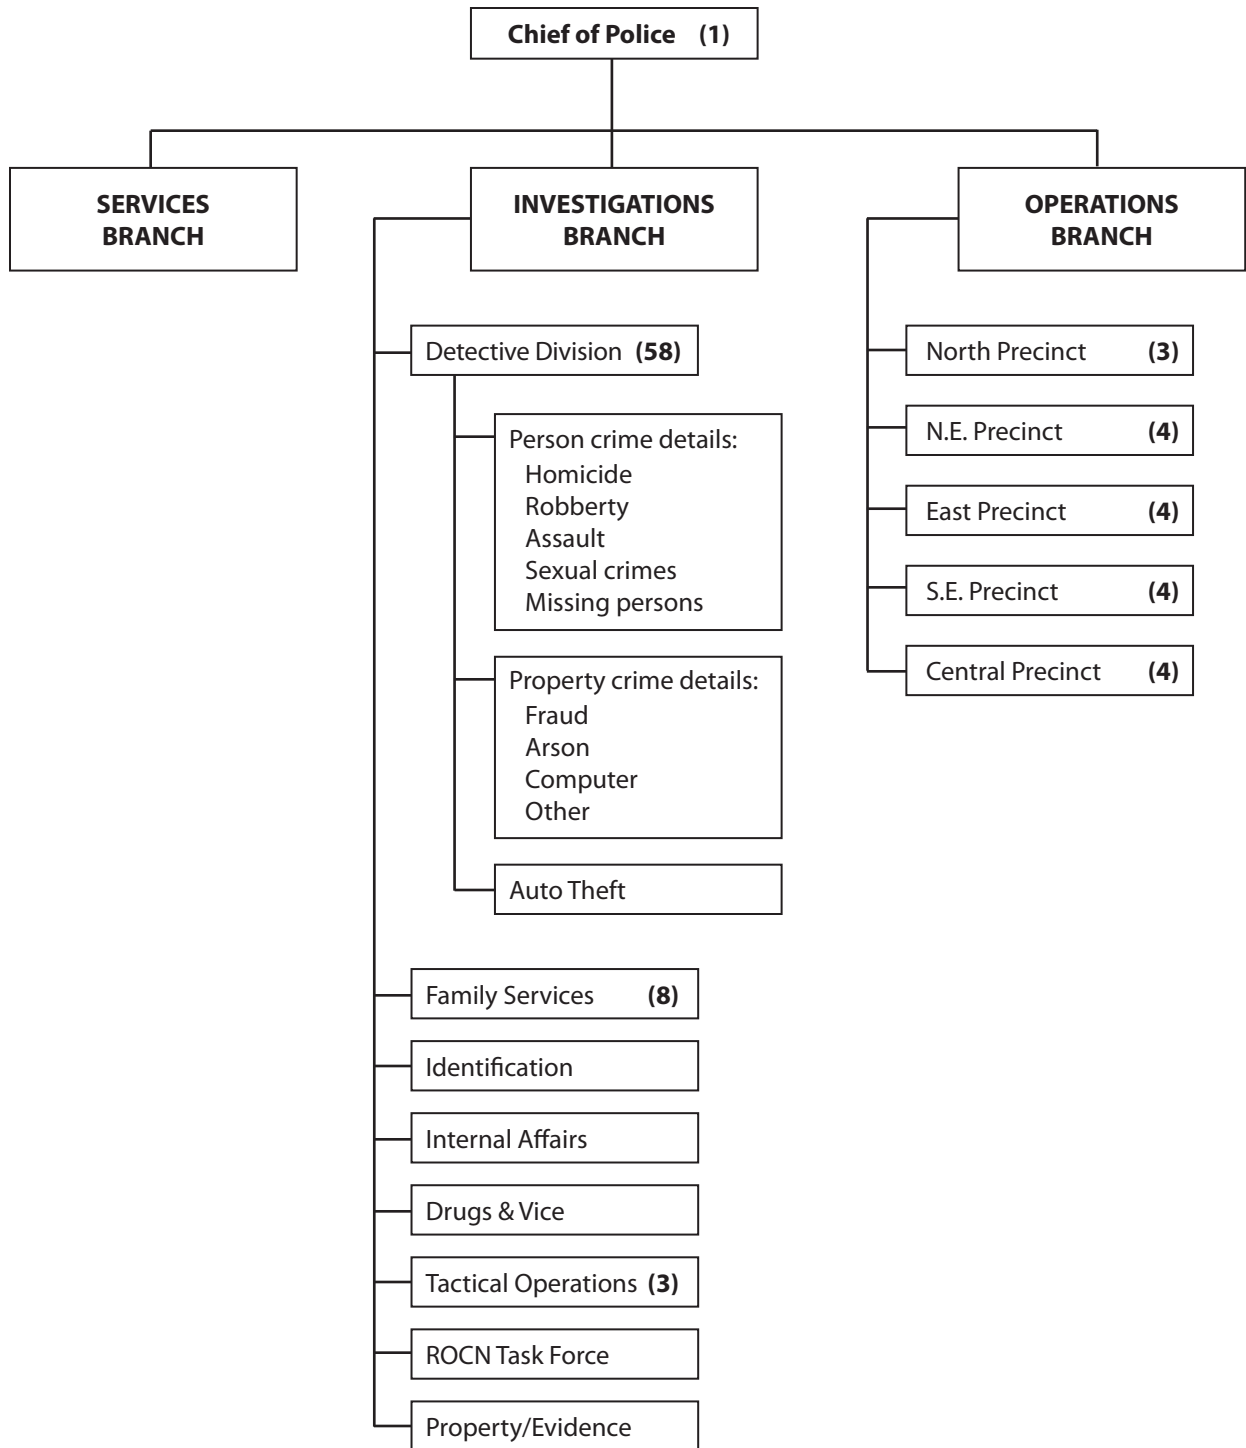 Chief of Police (1)
SERVICES
BRANCH
INVESTIGATIONS
BRANCH
OPERATIONS
BRANCH
Detective Division (58)
Person crime details:
Homicide
Robberty
Assault
Sexual crimes
Missing persons
Property crime details:
Fraud
Arson
Computer
Other
Auto Theft
Family Services (8)
Identification
Internal Affairs
Drugs & Vice
Tactical Operations (3)
ROCN Task Force
Property/Evidence
North Precinct (3)
N.E. Precinct (4)
East Precinct (4)
S.E. Precinct (4)
Central Precinct (4)